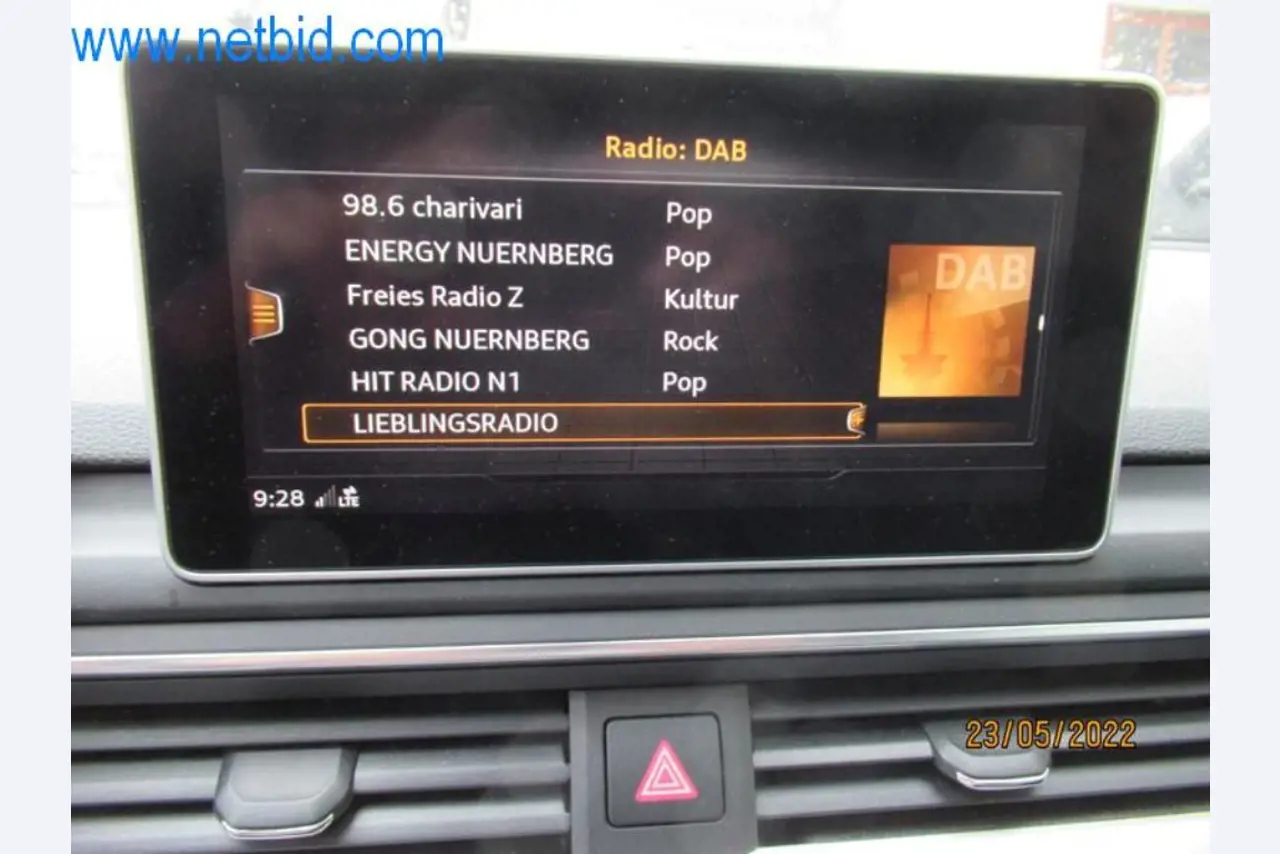 www.netbid.com
Radio: DAB
98.6 charivari Pop
ENERGY NUERNBERG Pop
Freies Radio Z Kultur
GONG NUERNBERG Rock
HIT RADIO N1 Pop
LIEBLINGSRADIO
DAB
9:28 LTE
23/05/2022